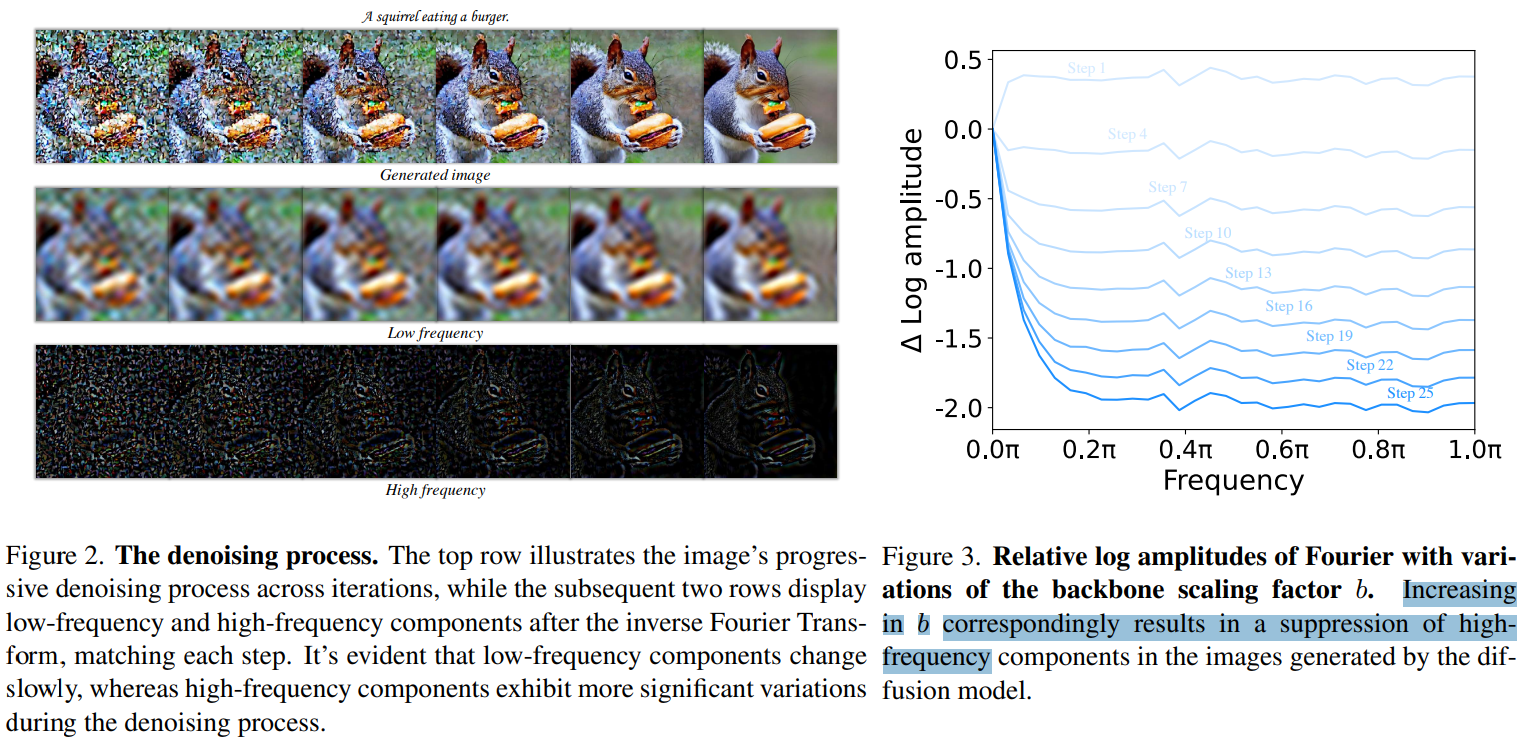 A squirrel eating a burger.
Generated image
Low frequency
High frequency
Figure 2. The denoising process. The top row illustrates the image's progres-
sive denoising process across iterations, while the subsequent two rows display
low-frequency and high-frequency components after the inverse Fourier Trans-
form, matching each step. It's evident that low-frequency components change
slowly, whereas high-frequency components exhibit more significant variations
during the denoising process.
Δ Log amplitude
0.5
0.0
-0.5
-1.0
-1.5
-2.0
Step 1
Step 4
Step 7
Step 10
Step 13
Step 16
Step 19
Step 22
Step 25
0.0π 0.2π 0.4π 0.6π 0.8π 1.0π
Frequency
Figure 3. Relative log amplitudes of Fourier with vari-
ations of the backbone scaling factor b. Increasing
in b correspondingly results in a suppression of high-
frequency components in the images generated by the dif-
fusion model.